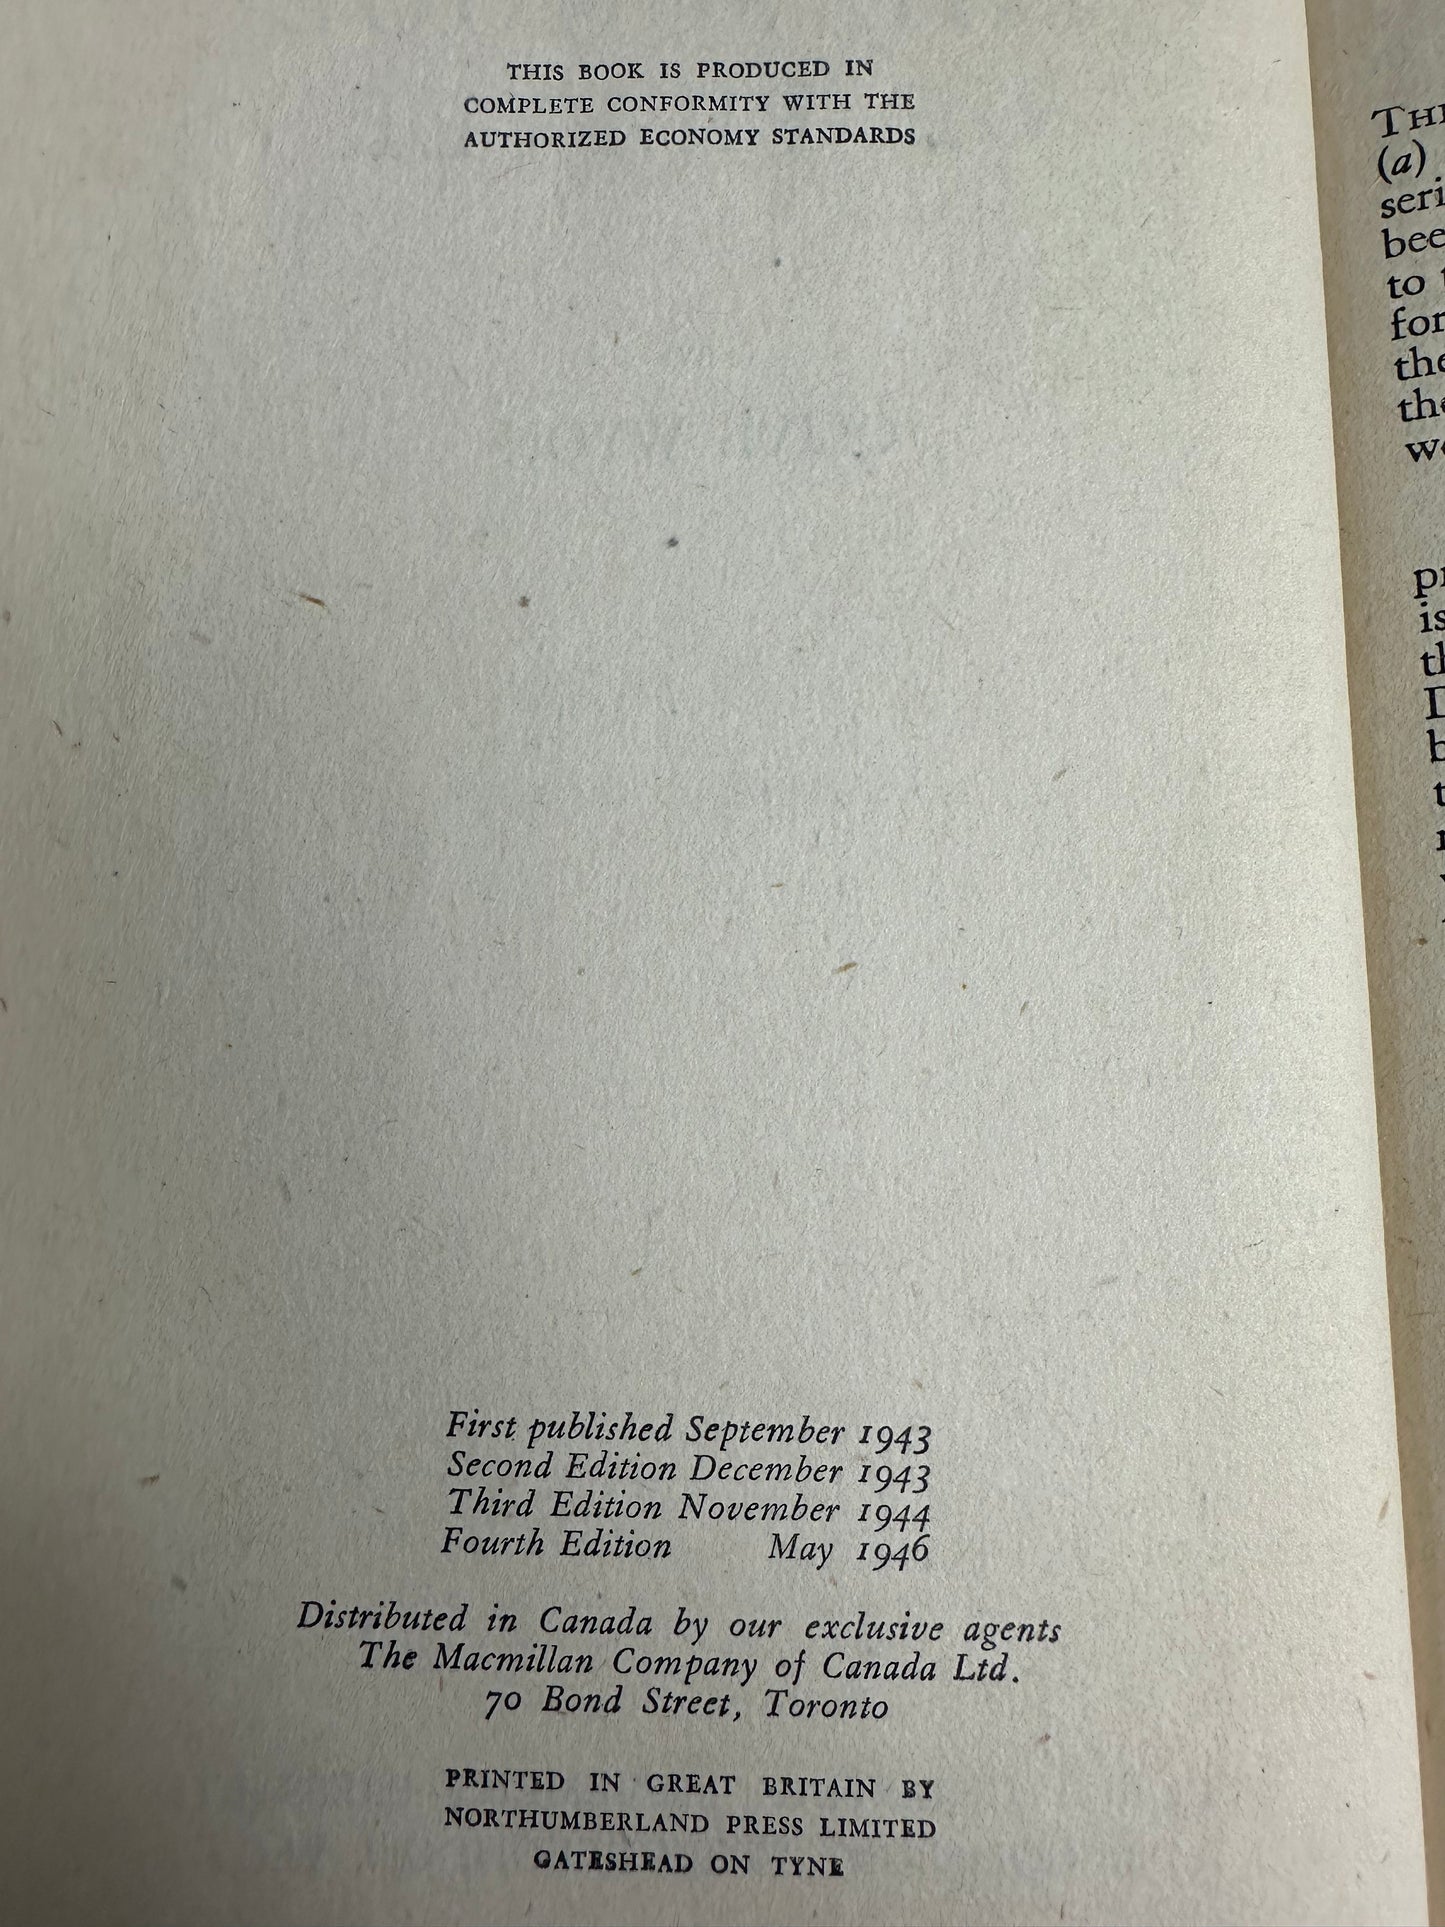 THIS BOOK IS PRODUCED IN
COMPLETE CONFORMITY WITH THE
AUTHORIZED ECONOMY STANDARDS
First published September 1943
Second Edition December 1943
Third Edition November 1944
Fourth Edition May 1946
Distributed in Canada by our exclusive agents
The Macmillan Company of Canada Ltd.
70 Bond Street, Toronto
PRINTED IN GREAT BRITAIN BY
NORTHUMBERLAND PRESS LIMITED
GATESHEAD ON TYNE
(a)
to